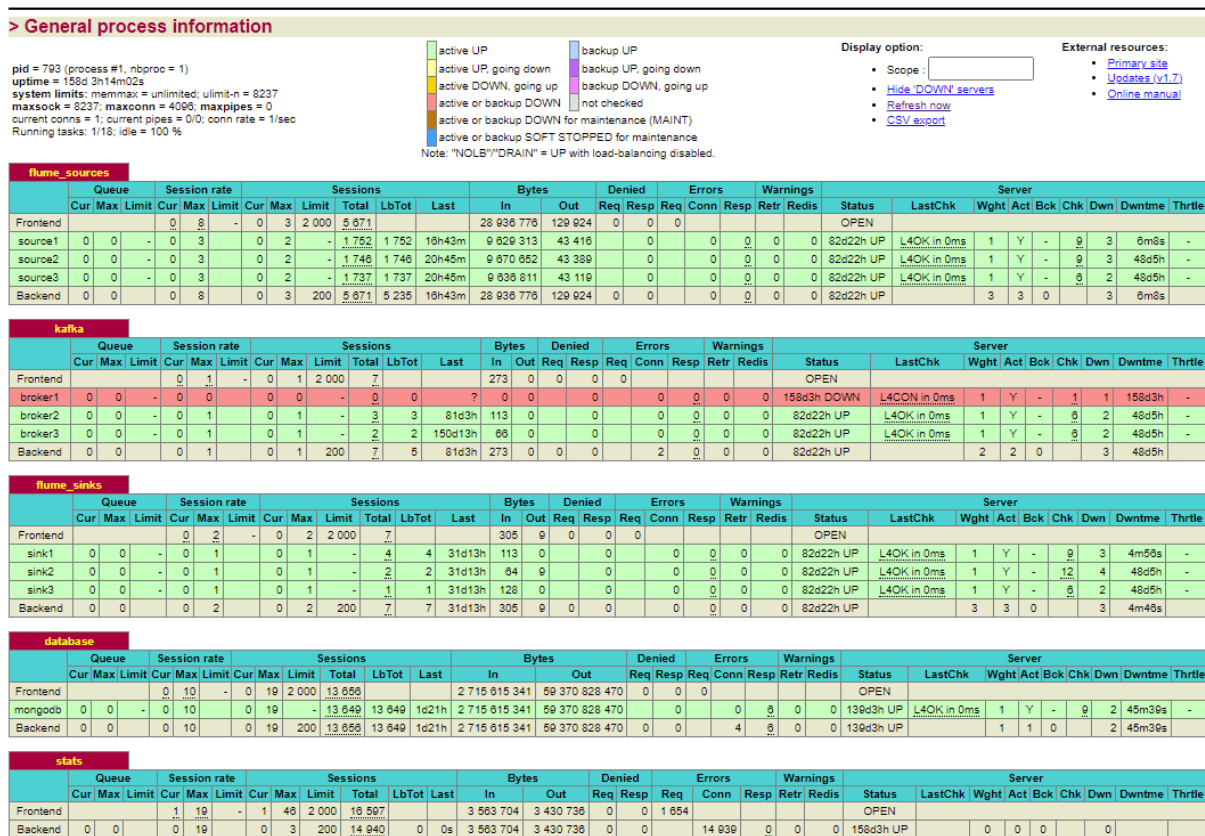 > General process information
pid = 793 (process #1, nbproc = 1)
uptime = 158d 3h14m02s
system limits: memmax = unlimited; ulimit-n = 8237
maxsock = 8237; maxconn = 4096; maxpipes = 0
current conns = 1; current pipes = 0/0; conn rate = 1/sec
Running tasks: 1/18; idle = 100 %
active UP backup UP
active UP, going down backup UP, going down
active DOWN, going up backup DOWN, going up
active or backup DOWN not checked
active or backup DOWN for maintenance (MAINT)
active or backup SOFT STOPPED for maintenance
Note: "NOLB"/"DRAIN" = UP with load-balancing disabled.
Display option:
Scope :
Hide 'DOWN' servers
Refresh now
CSV export
External resources:
Primary site
Updates (v1.7)
Online manual
flume_sources
Queue Session rate Sessions Bytes Denied Errors Warnings Server
Cur Max Limit Cur Max Limit Cur Max Limit Total LbTot Last In Out Req Resp Req Conn Resp Retr Redis Status LastChk Wght Act Bck Chk Dwn Dwntme Thrtle
Frontend 0 8 - 0 3 2 000 5 671 28 936 776 129 924 0 0 0 OPEN
source1 0 0 - 0 3 0 2 - 1 752 1 752 16h43m 9 629 313 43 416 0 0 0 0 0 82d22h UP L4OK in 0ms 1 Y - 9 3 6m8s -
source2 0 0 - 0 3 0 2 - 1 746 1 746 20h45m 9 670 652 43 389 0 0 0 0 0 82d22h UP L4OK in 0ms 1 Y - 9 3 48d5h -
source3 0 0 - 0 3 0 2 - 1 737 1 737 20h45m 9 636 811 43 119 0 0 0 0 0 82d22h UP L4OK in 0ms 1 Y - 6 2 48d5h -
Backend 0 0 0 8 0 3 200 5 671 5 235 16h43m 28 936 776 129 924 0 0 0 0 0 0 82d22h UP 3 3 0 3 6m8s
kafka
Queue Session rate Sessions Bytes Denied Errors Warnings Server
Cur Max Limit Cur Max Limit Cur Max Limit Total LbTot Last In Out Req Resp Req Conn Resp Retr Redis Status LastChk Wght Act Bck Chk Dwn Dwntme Thrtle
Frontend 0 1 - 0 1 2 000 7 273 0 0 0 0 OPEN
broker1 0 0 - 0 0 0 0 - 0 0 ? 0 0 0 0 0 0 0 158d3h DOWN L4CON in 0ms 1 Y - 1 1 158d3h -
broker2 0 0 - 0 1 0 1 - 3 3 81d3h 113 0 0 0 0 0 0 82d22h UP L4OK in 0ms 1 Y - 6 2 48d5h -
broker3 0 0 - 0 1 0 1 - 2 2 150d13h 66 0 0 0 0 0 0 82d22h UP L4OK in 0ms 1 Y - 6 2 48d5h -
Backend 0 0 0 1 0 1 200 7 5 81d3h 273 0 0 0 2 0 0 0 82d22h UP 2 2 0 3 48d5h
flume_sinks
Queue Session rate Sessions Bytes Denied Errors Warnings Server
Cur Max Limit Cur Max Limit Cur Max Limit Total LbTot Last In Out Req Resp Req Conn Resp Retr Redis Status LastChk Wght Act Bck Chk Dwn Dwntme Thrtle
Frontend 0 2 - 0 2 2 000 7 305 9 0 0 0 OPEN
sink1 0 0 - 0 1 0 1 - 4 4 31d13h 113 0 0 0 0 0 0 82d22h UP L4OK in 0ms 1 Y - 9 3 4m56s -
sink2 0 0 - 0 1 0 1 - 2 2 31d13h 64 9 0 0 0 0 0 82d22h UP L4OK in 0ms 1 Y - 12 4 48d5h -
sink3 0 0 - 0 1 0 1 - 1 1 31d13h 128 0 0 0 0 0 0 82d22h UP L4OK in 0ms 1 Y - 6 2 48d5h -
Backend 0 0 0 2 0 2 200 7 7 31d13h 305 9 0 0 0 0 0 0 82d22h UP 3 3 0 3 4m46s
database
Queue Session rate Sessions Bytes Denied Errors Warnings Server
Cur Max Limit Cur Max Limit Cur Max Limit Total LbTot Last In Out Req Resp Req Conn Resp Retr Redis Status LastChk Wght Act Bck Chk Dwn Dwntme Thrtle
Frontend 0 10 - 0 19 2 000 13 656 2 715 615 341 59 370 828 470 0 0 0 OPEN
mongodb 0 0 - 0 10 0 19 - 13 649 13 649 1d21h 2 715 615 341 59 370 828 470 0 0 6 0 0 139d3h UP L4OK in 0ms 1 Y - 9 2 45m39s -
Backend 0 0 0 10 0 19 200 13 656 13 649 1d21h 2 715 615 341 59 370 828 470 0 0 4 6 0 0 139d3h UP 1 1 0 2 45m39s
stats
Queue Session rate Sessions Bytes Denied Errors Warnings Server
Cur Max Limit Cur Max Limit Cur Max Limit Total LbTot Last In Out Req Resp Req Conn Resp Retr Redis Status LastChk Wght Act Bck Chk Dwn Dwntme Thrtle
Frontend 1 19 - 1 46 2 000 16 597 3 563 704 3 430 736 0 0 1 654 OPEN
Backend 0 0 0 19 0 3 200 14 940 0 0s 3 563 704 3 430 736 0 0 14 939 0 0 0 158d3h UP 0 0 0 0